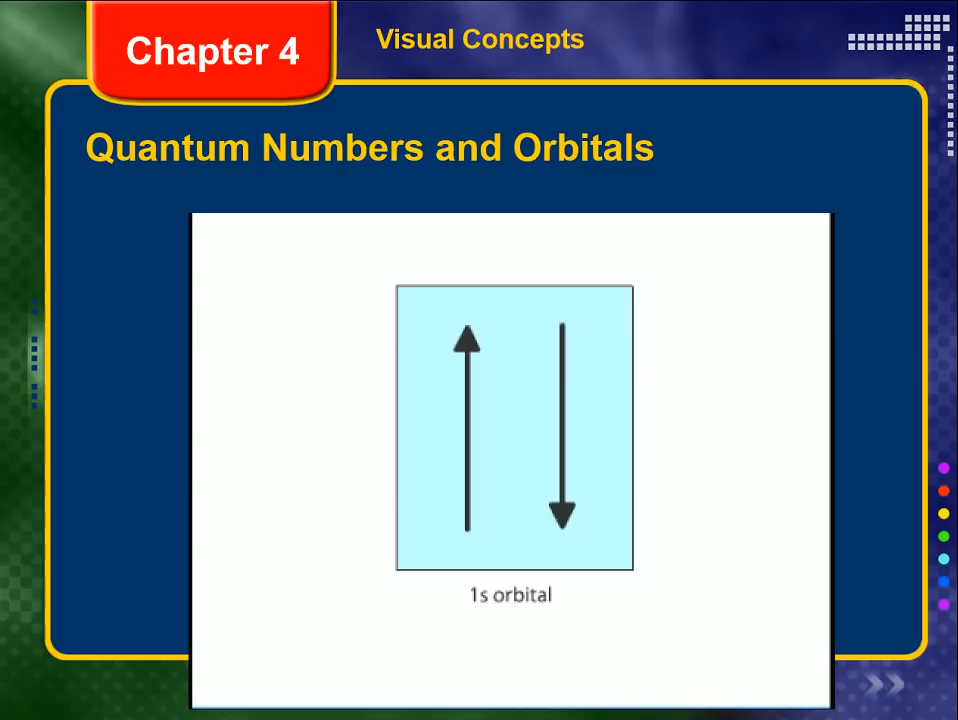 Chapter 4
Visual Concepts
Quantum Numbers and Orbitals
1s orbital